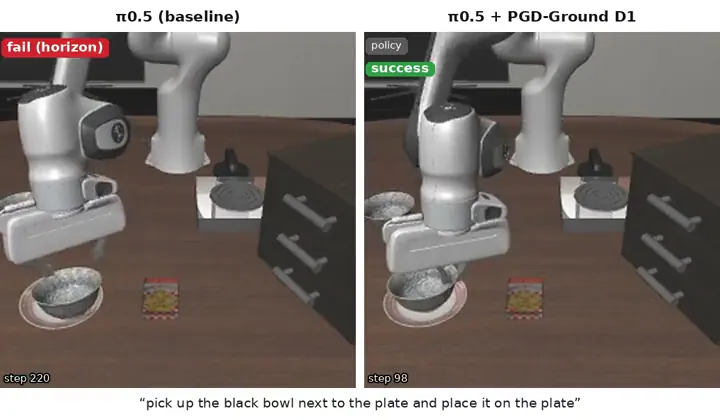 π0.5 (baseline)
π0.5 + PGD-Ground D1
fail (horizon)
policy
success
step 220
step 98
“pick up the black bowl next to the plate and place it on the plate”